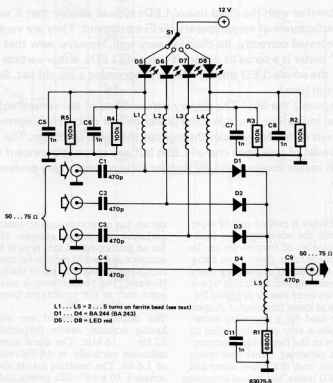 12 V
S1
D5 D6 D7 D8
C5
1n
R5
100k
C6
1n
R4
100k
L1
L2
L3
L4
C7
1n
R3
100k
C8
1n
R2
100k
C1
470p
D1
C2
470p
D2
50 ... 75 Ω
C3
470p
D3
50 ... 75 Ω
C4
470p
D4
C9
470p
L5
C11
1n
R1
680Ω
L1 ... L5 = 2 ... 5 turns on ferrite bead (see text)
D1 ... D4 = BA 244 (BA 243)
D5 ... D8 = LED red
83075-5